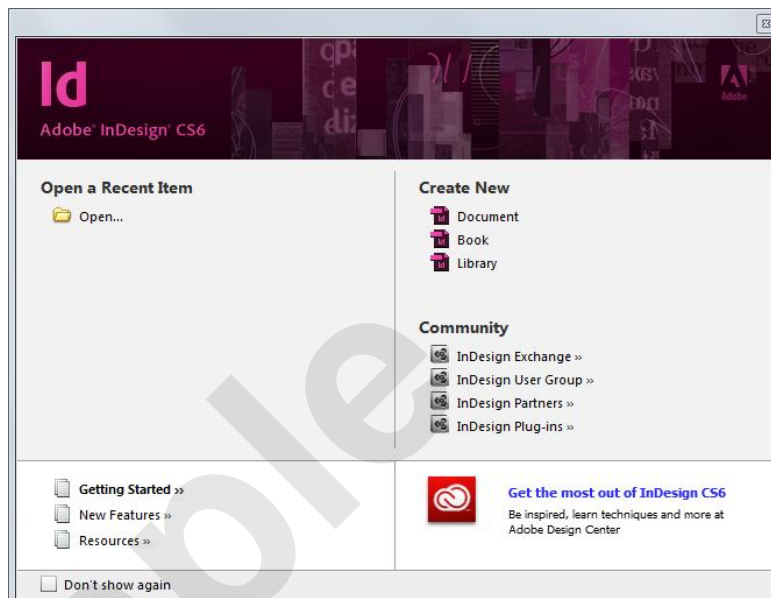 Id
Adobe® InDesign® CS6
Adobe
Open a Recent Item
Open...
Create New
Document
Book
Library
Community
InDesign Exchange »
InDesign User Group »
InDesign Partners »
InDesign Plug-ins »
Getting Started »
New Features »
Resources »
Get the most out of InDesign CS6
Be inspired, learn techniques and more at
Adobe Design Center
Don't show again